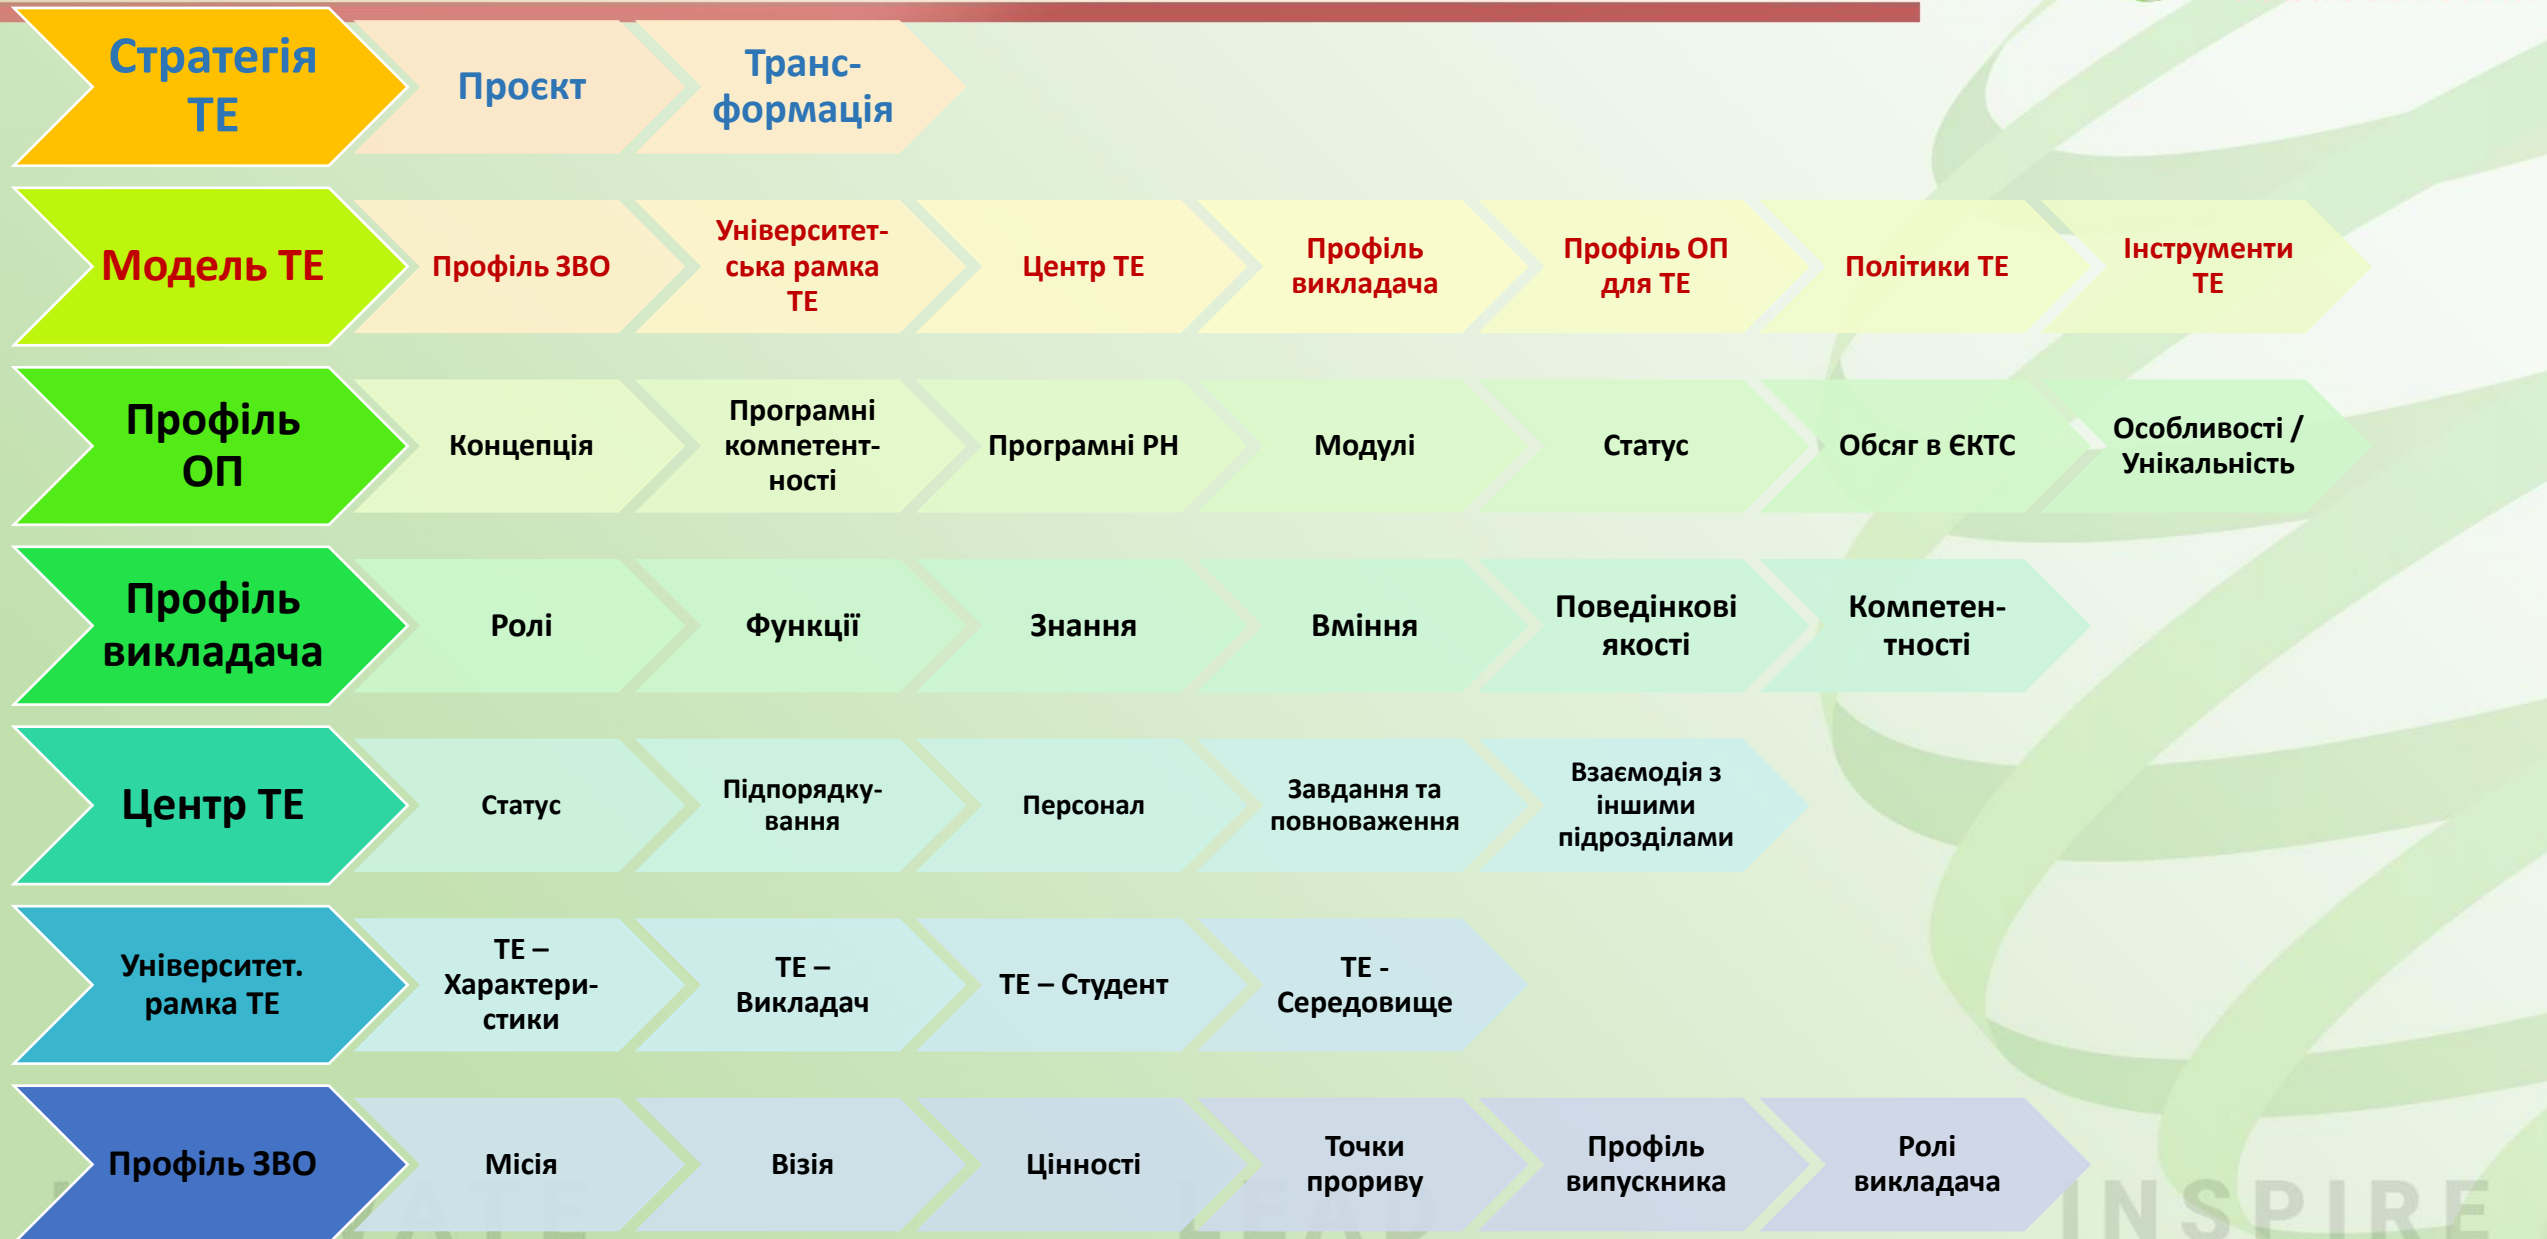 Стратегія
ТЕ
Проєкт
Транс-
формація
Модель ТЕ
Профіль ЗВО
Університет-
ська рамка
ТЕ
Центр ТЕ
Профіль
викладача
Профіль ОП
для ТЕ
Політики ТЕ
Інструменти
ТЕ
Профіль
ОП
Концепція
Програмні
компетент-
ності
Програмні РН
Модулі
Статус
Обсяг в ЄКТС
Особливості /
Унікальність
Профіль
викладача
Ролі
Функції
Знання
Вміння
Поведінкові
якості
Компетен-
тності
Центр ТЕ
Статус
Підпорядку-
вання
Персонал
Завдання та
повноваження
Взаємодія з
іншими
підрозділами
Університет.
рамка ТЕ
ТЕ –
Характери-
стики
ТЕ –
Викладач
ТЕ – Студент
ТЕ -
Середовище
Профіль ЗВО
Місія
Візія
Цінності
Точки
прориву
Профіль
випускника
Ролі
викладача
LEAD
INSPIRE